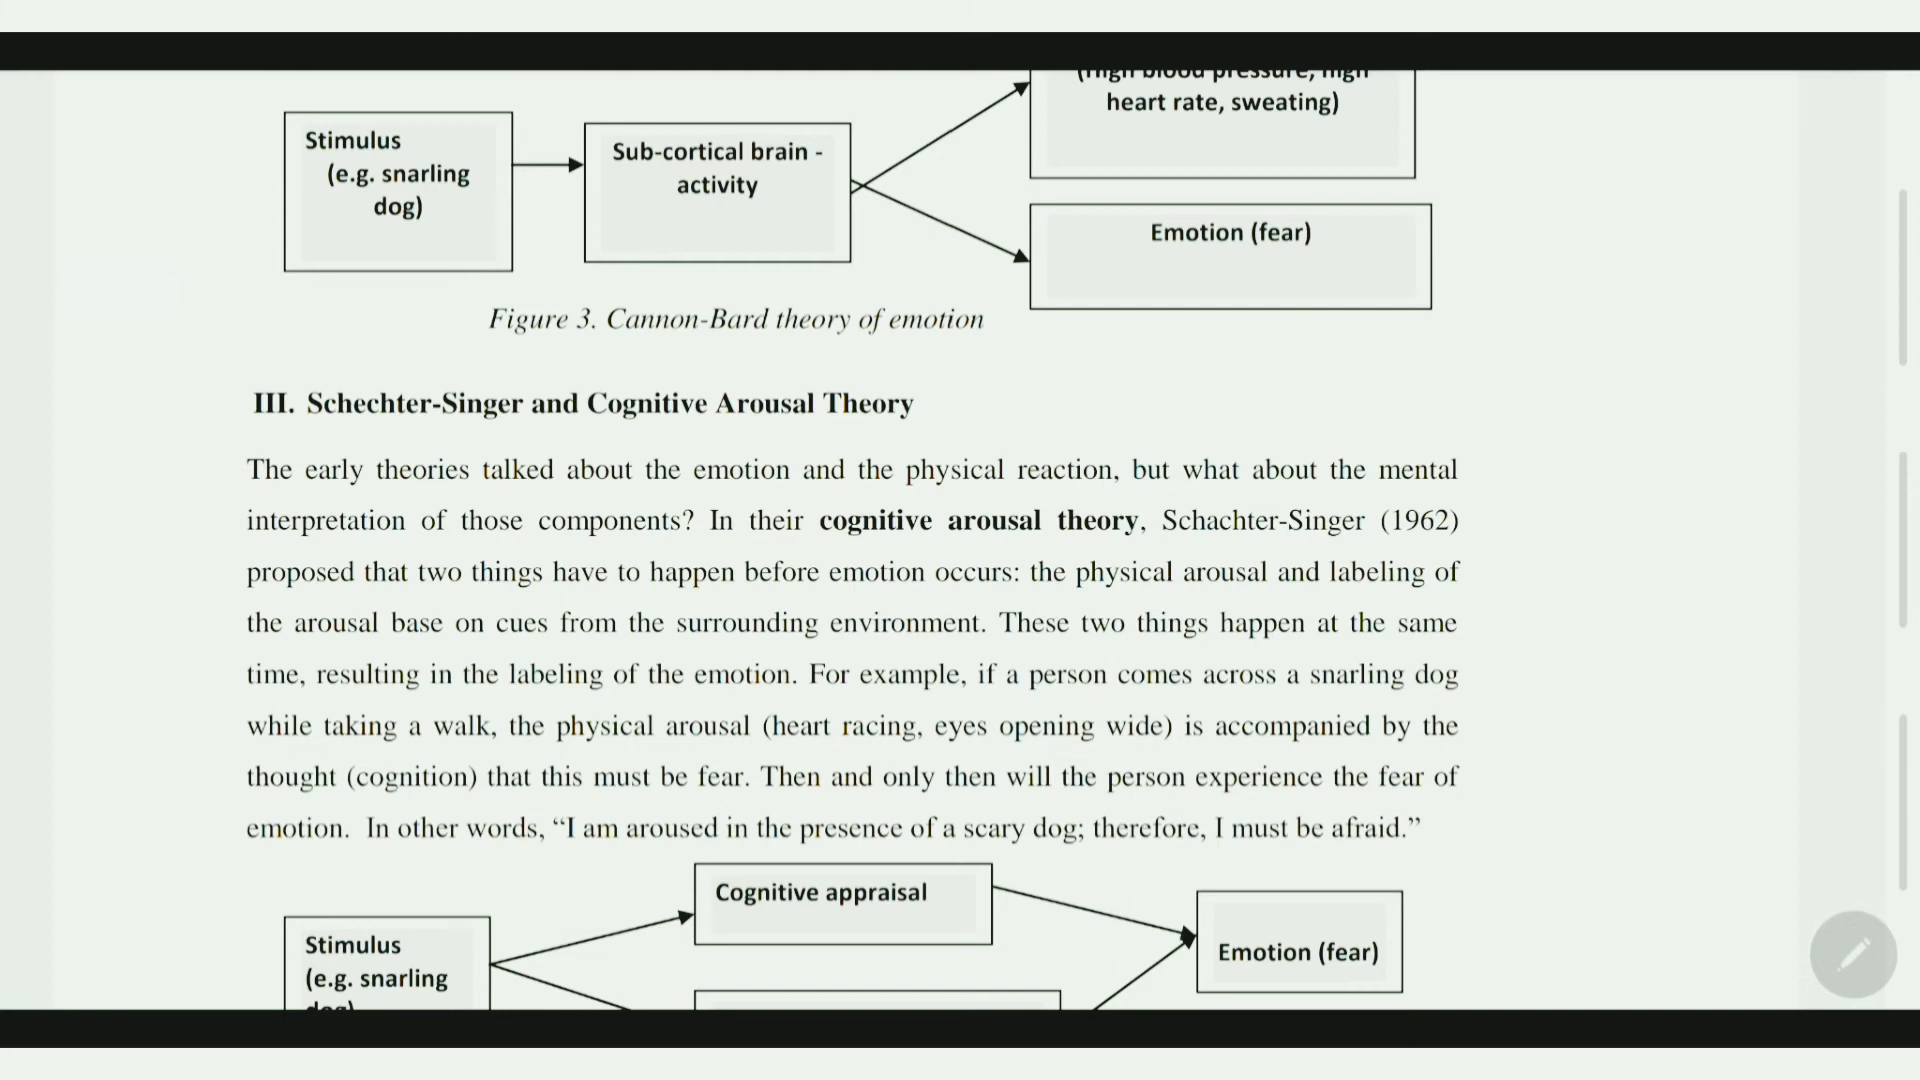 (High blood pressure, high
heart rate, sweating)
Stimulus
(e.g. snarling
dog)
Sub-cortical brain -
activity
Emotion (fear)
Figure 3. Cannon-Bard theory of emotion
III. Schechter-Singer and Cognitive Arousal Theory
The early theories talked about the emotion and the physical reaction, but what about the mental
interpretation of those components? In their cognitive arousal theory, Schachter-Singer (1962)
proposed that two things have to happen before emotion occurs: the physical arousal and labeling of
the arousal base on cues from the surrounding environment. These two things happen at the same
time, resulting in the labeling of the emotion. For example, if a person comes across a snarling dog
while taking a walk, the physical arousal (heart racing, eyes opening wide) is accompanied by the
thought (cognition) that this must be fear. Then and only then will the person experience the fear of
emotion. In other words, “I am aroused in the presence of a scary dog; therefore, I must be afraid.”
Cognitive appraisal
Stimulus
(e.g. snarling
dog)
Emotion (fear)